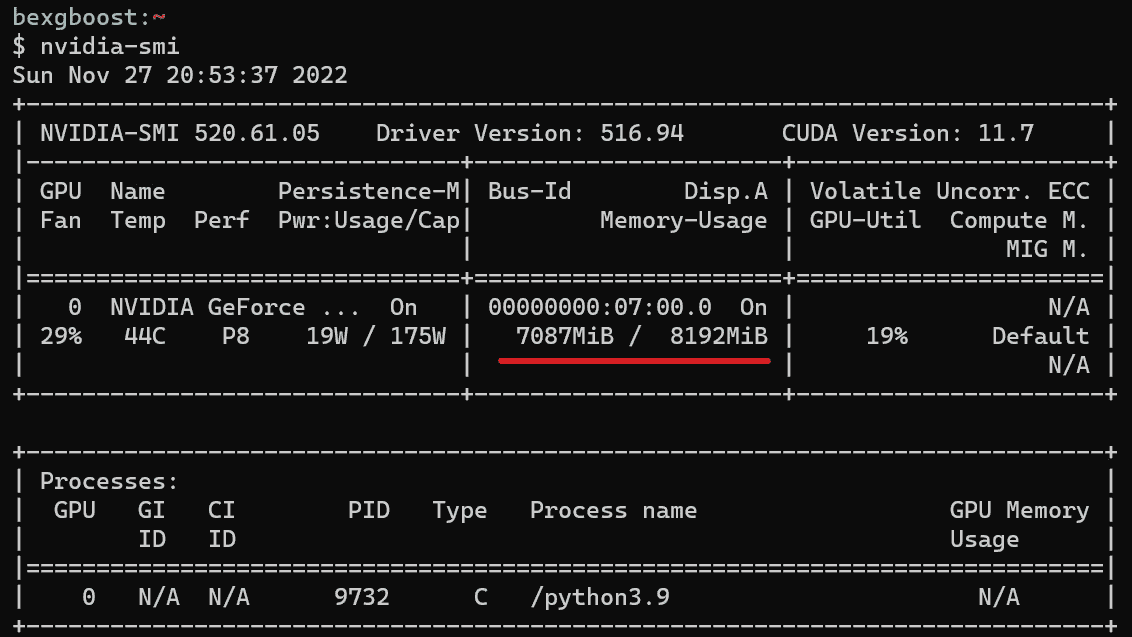 bexgboost:~
$ nvidia-smi
Sun Nov 27 20:53:37 2022
+-----------------------------------------------------------------------------+
| NVIDIA-SMI 520.61.05    Driver Version: 516.94       CUDA Version: 11.7     |
|-------------------------------+----------------------+----------------------+
| GPU  Name        Persistence-M| Bus-Id        Disp.A | Volatile Uncorr. ECC |
| Fan  Temp  Perf  Pwr:Usage/Cap|         Memory-Usage | GPU-Util  Compute M. |
|                               |                      |               MIG M. |
|===============================+======================+======================|
|   0  NVIDIA GeForce ...  On   | 00000000:07:00.0  On |                  N/A |
| 29%   44C    P8    19W / 175W |   7087MiB /  8192MiB |     19%      Default |
|                               |                      |                  N/A |
+-------------------------------+----------------------+----------------------+

+-----------------------------------------------------------------------------+
| Processes:                                                                  |
|  GPU   GI   CI        PID   Type   Process name                  GPU Memory |
|        ID   ID                                                   Usage      |
|=============================================================================|
|    0   N/A  N/A      9732      C   /python3.9                      N/A      |
+-----------------------------------------------------------------------------+